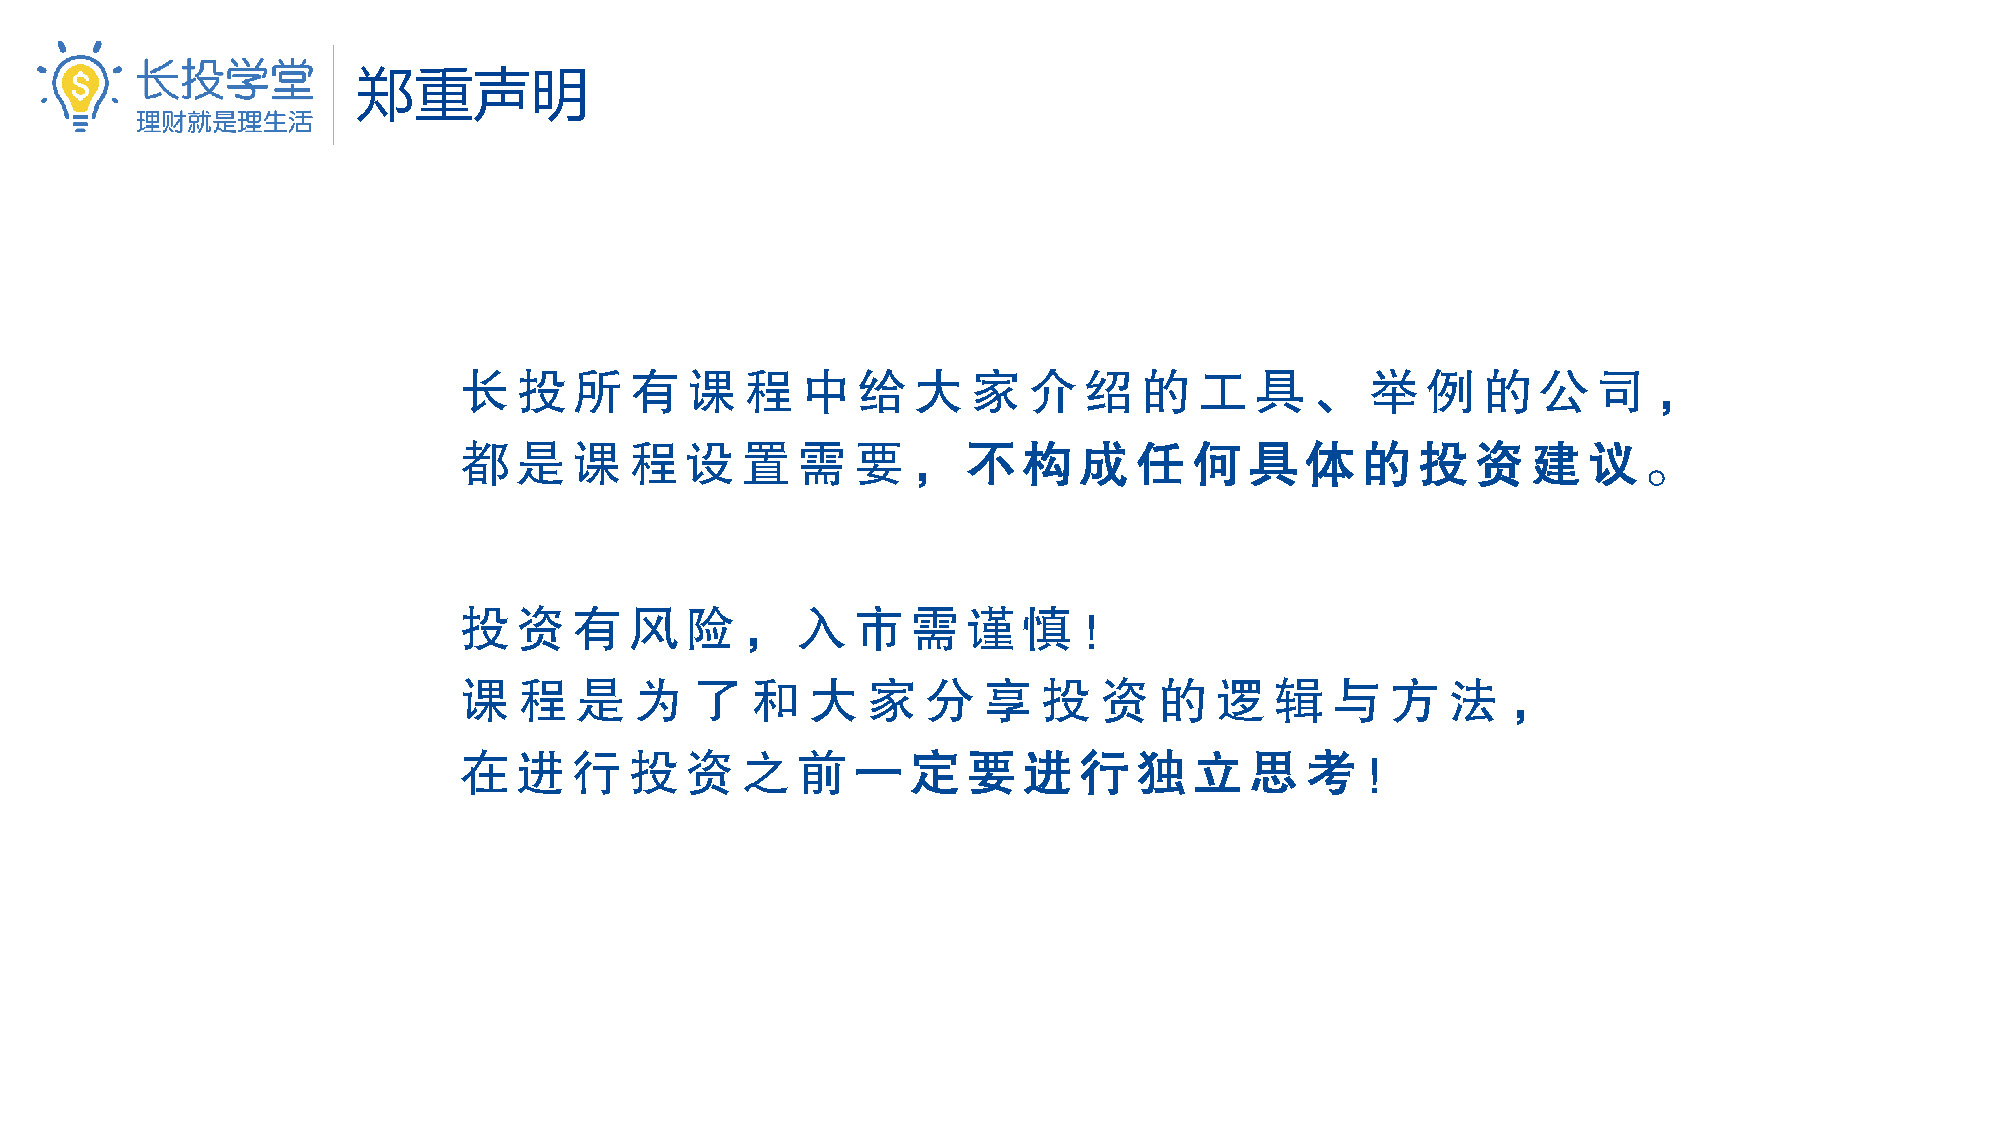 长投学堂
理财就是理生活
郑重声明
长投所有课程中给大家介绍的工具、举例的公司，
都是课程设置需要，不构成任何具体的投资建议。
投资有风险，入市需谨慎！
课程是为了和大家分享投资的逻辑与方法，
在进行投资之前一定要进行独立思考！